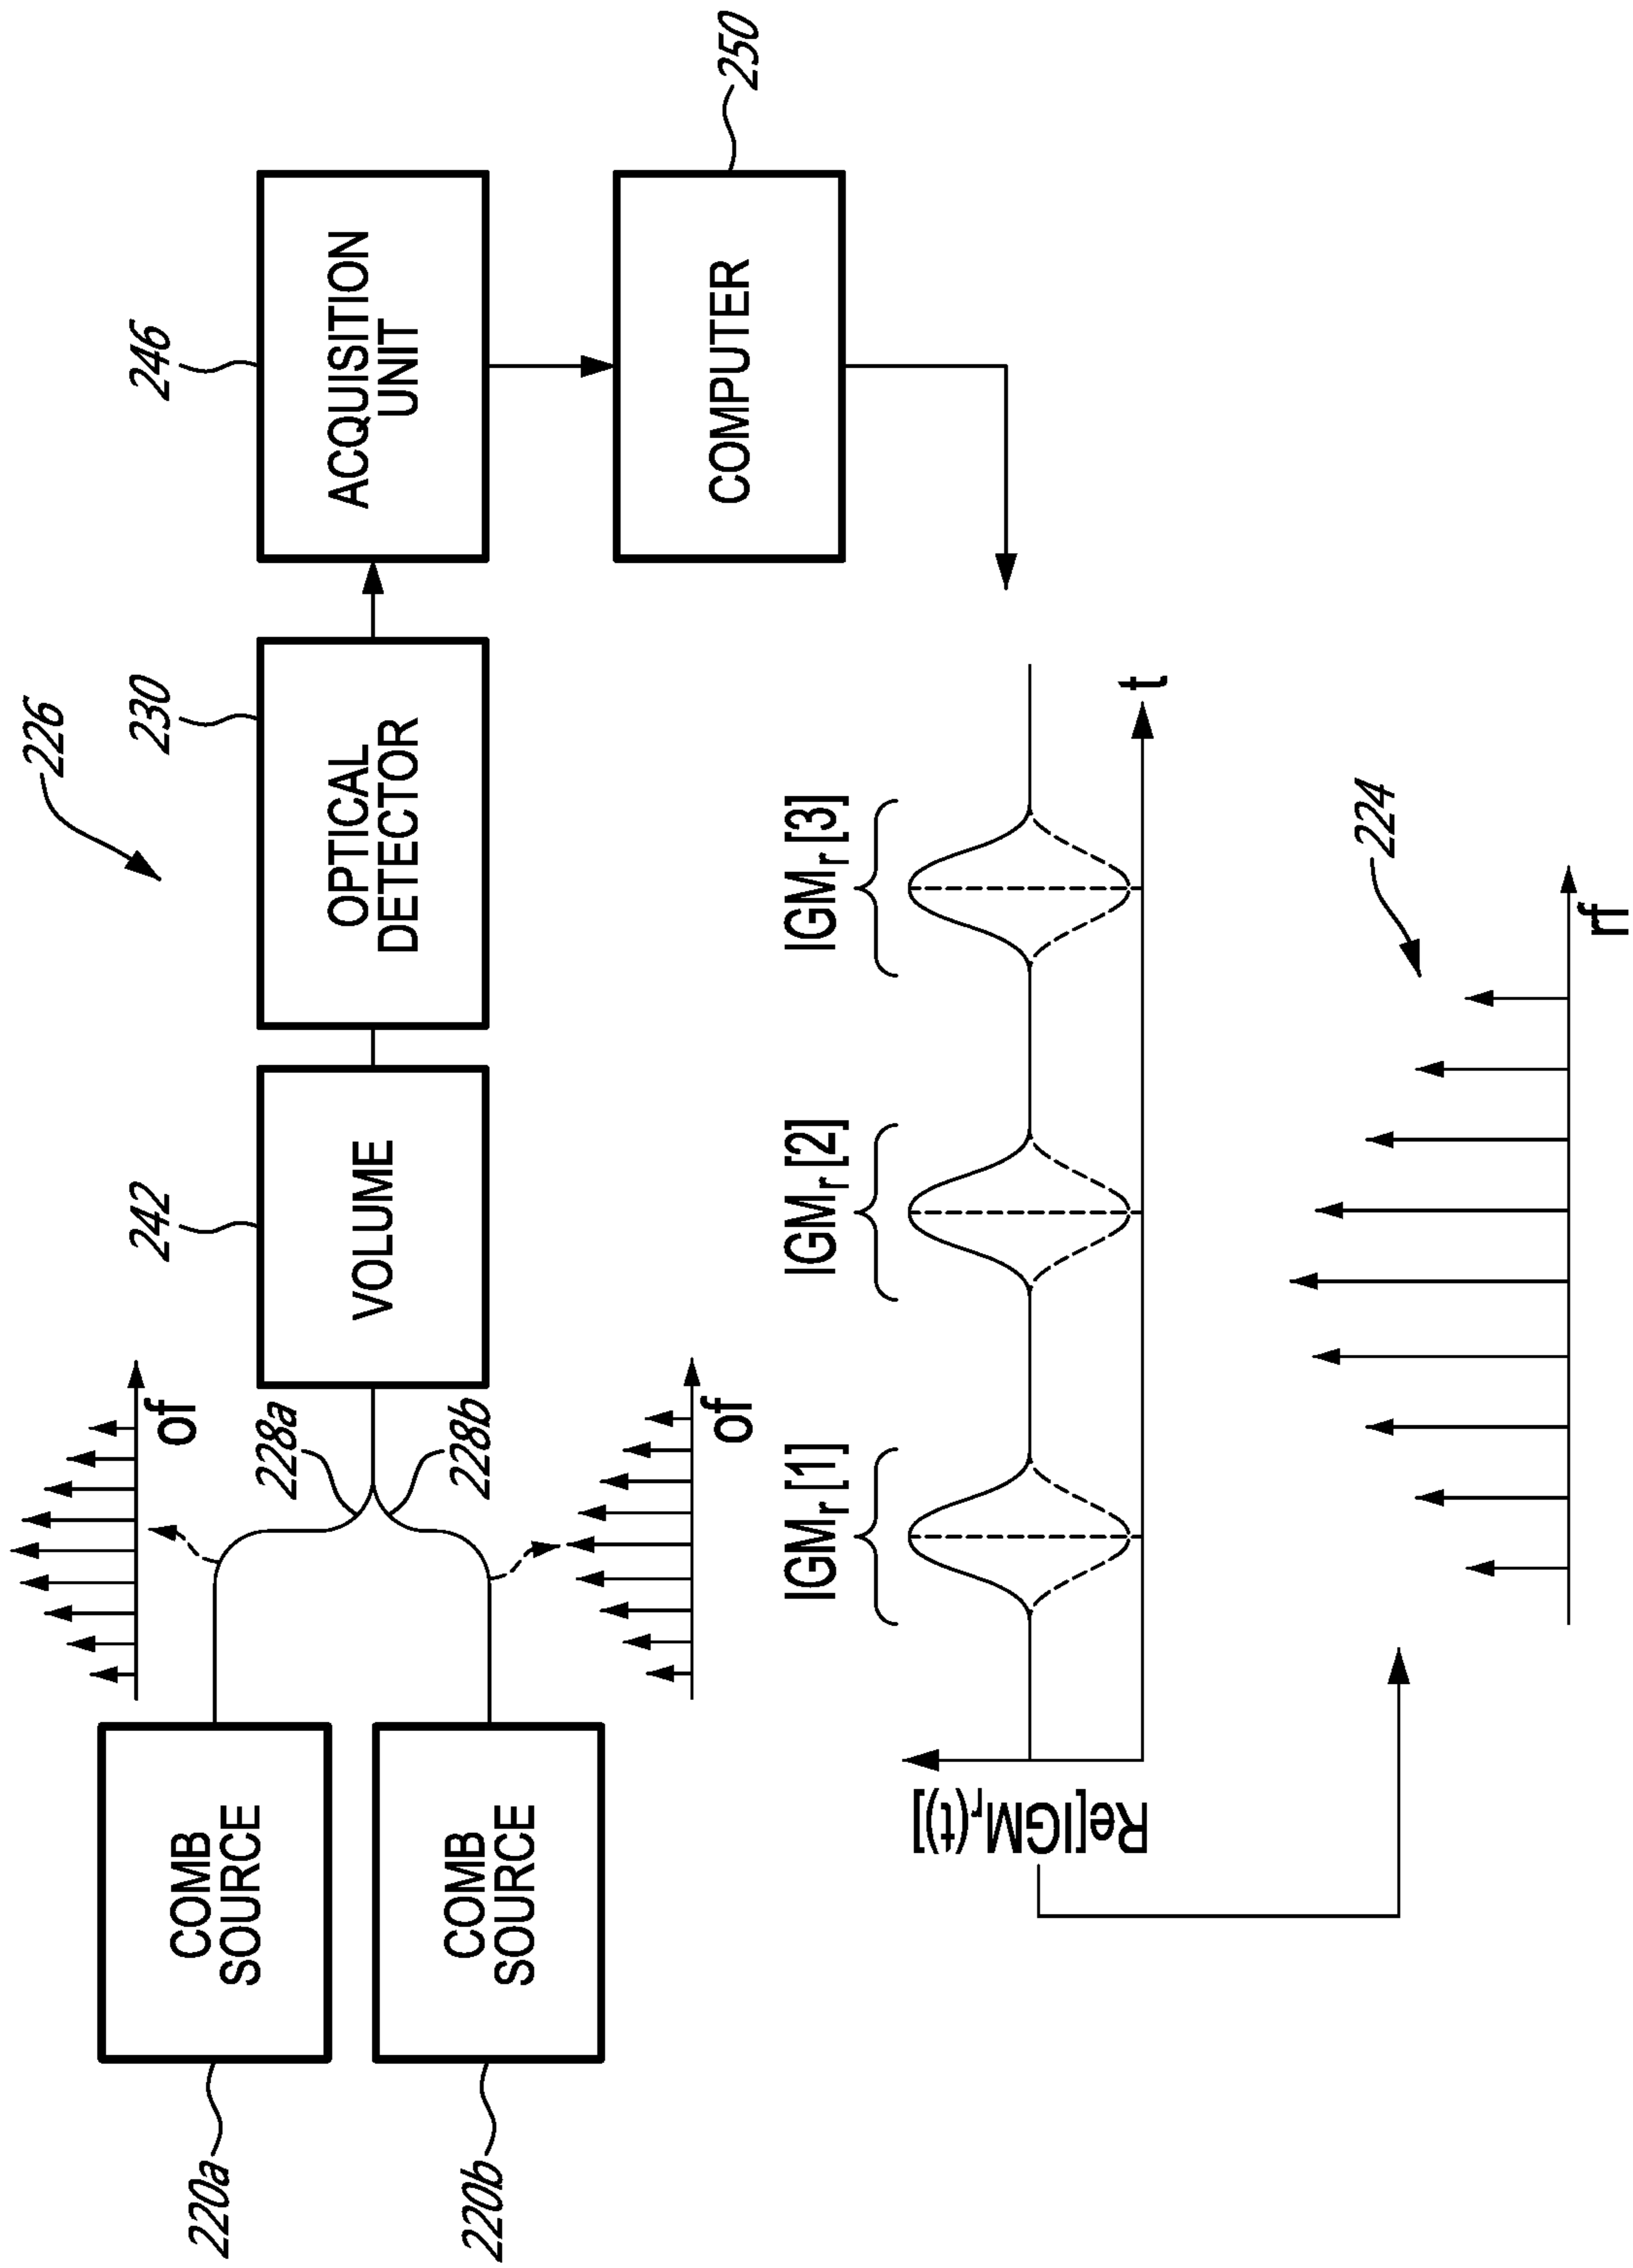 226
220a
COMB
SOURCE
220b
COMB
SOURCE
of
228a
228b
of
242
VOLUME
230
OPTICAL
DETECTOR
246
ACQUISITION
UNIT
250
COMPUTER
Re[IGMr(t)]
IGMr [1]
IGMr [2]
IGMr [3]
t
224
rf